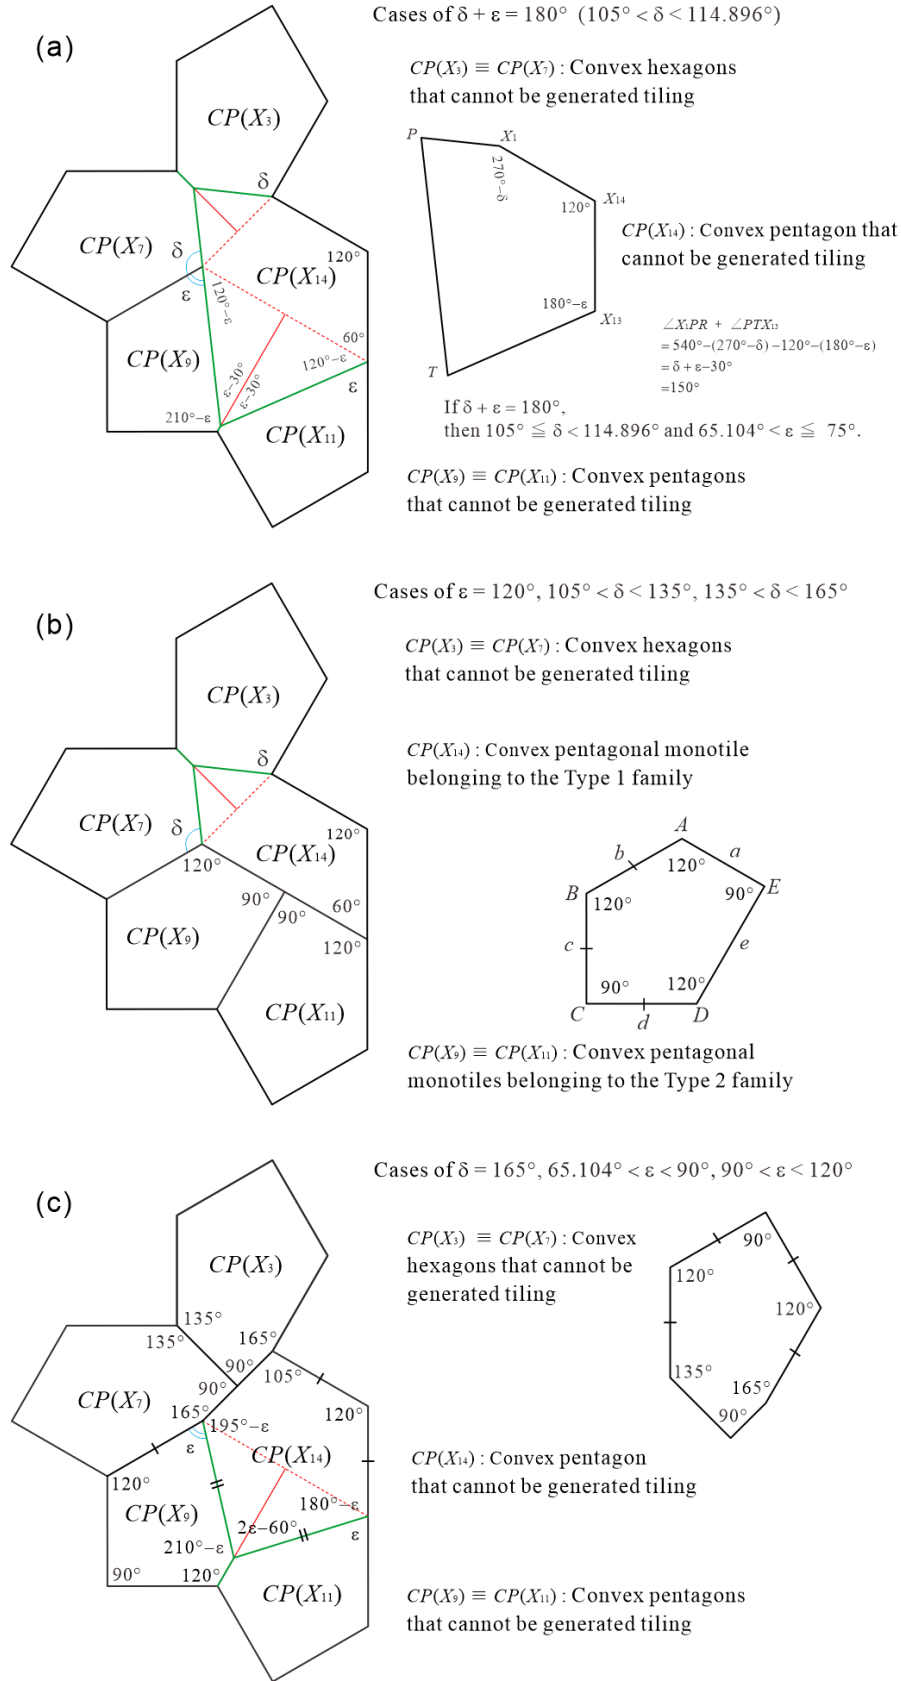 (a)
Cases of δ + ε = 180° (105° < δ < 114.896°)
CP(X₃) ≡ CP(X₇) : Convex hexagons
that cannot be generated tiling
CP(X₃)
δ
CP(X₇)
δ
ε
CP(X₁₄)
120°
120°−ε
60°
120°−ε
ε
CP(X₉)
ε−30°
ε−30°
210°−ε
CP(X₁₁)
P
X₁
270°−δ
X₁₄
120°
180°−ε
X₁₃
T
CP(X₁₄) : Convex pentagon that
cannot be generated tiling
∠X₁PR + ∠PTX₁₃
= 540°−(270°−δ)−120°−(180°−ε)
= δ + ε−30°
=150°
If δ + ε = 180°,
then 105° ≦ δ < 114.896° and 65.104° < ε ≦ 75°.
CP(X₉) ≡ CP(X₁₁) : Convex pentagons
that cannot be generated tiling
(b)
Cases of ε = 120°, 105° < δ < 135°, 135° < δ < 165°
CP(X₃) ≡ CP(X₇) : Convex hexagons
that cannot be generated tiling
CP(X₃)
δ
CP(X₇)
δ
120°
CP(X₁₄)
120°
90°
90°
60°
120°
CP(X₉)
CP(X₁₁)
CP(X₁₄) : Convex pentagonal monotile
belonging to the Type 1 family
A
b
120°
a
B
120°
90°
E
c
e
90°
120°
C
d
D
CP(X₉) ≡ CP(X₁₁) : Convex pentagonal
monotiles belonging to the Type 2 family
(c)
Cases of δ = 165°, 65.104° < ε < 90°, 90° < ε < 120°
CP(X₃) ≡ CP(X₇) : Convex
hexagons that cannot be
generated tiling
CP(X₃)
135°
135°
165°
90°
90°
105°
CP(X₇)
165°
195°−ε
120°
ε
CP(X₁₄)
120°
CP(X₉)
180°−ε
2ε−60°
ε
210°−ε
90°
120°
CP(X₁₁)
90°
120°
120°
135°
165°
90°
CP(X₁₄) : Convex pentagon
that cannot be generated tiling
CP(X₉) ≡ CP(X₁₁) : Convex pentagons
that cannot be generated tiling